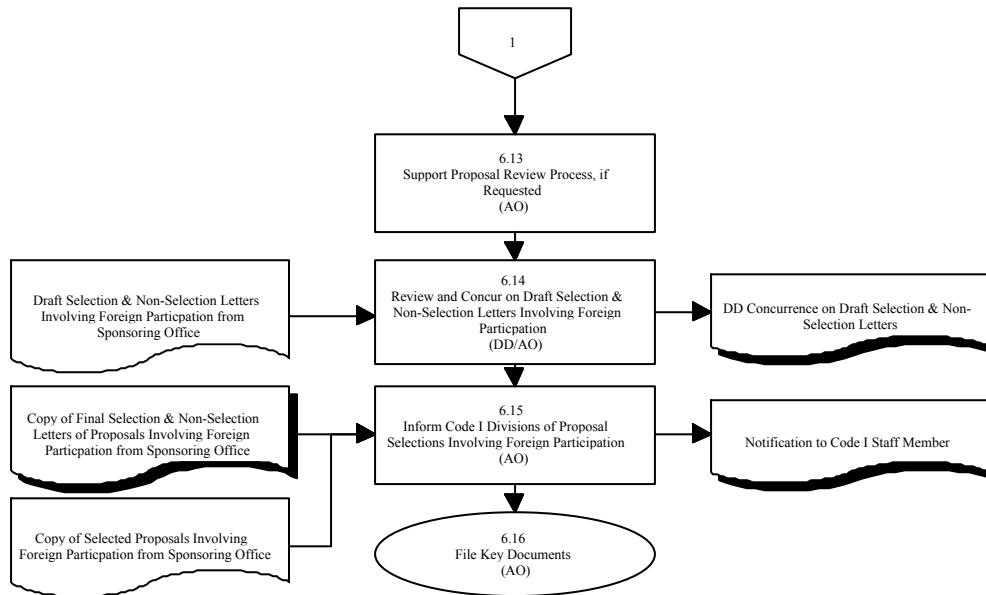 1
6.13
Support Proposal Review Process, if
Requested
(AO)
Draft Selection & Non-Selection Letters
Involving Foreign Particpation from
Sponsoring Office
6.14
Review and Concur on Draft Selection &
Non-Selection Letters Involving Foreign
Particpation
(DD/AO)
DD Concurrence on Draft Selection & Non-
Selection Letters
Copy of Final Selection & Non-Selection
Letters of Proposals Involving Foreign
Particpation from Sponsoring Office
6.15
Inform Code I Divisions of Proposal
Selections Involving Foreign Participation
(AO)
Notification to Code I Staff Member
Copy of Selected Proposals Involving
Foreign Particpation from Sponsoring Office
6.16
File Key Documents
(AO)